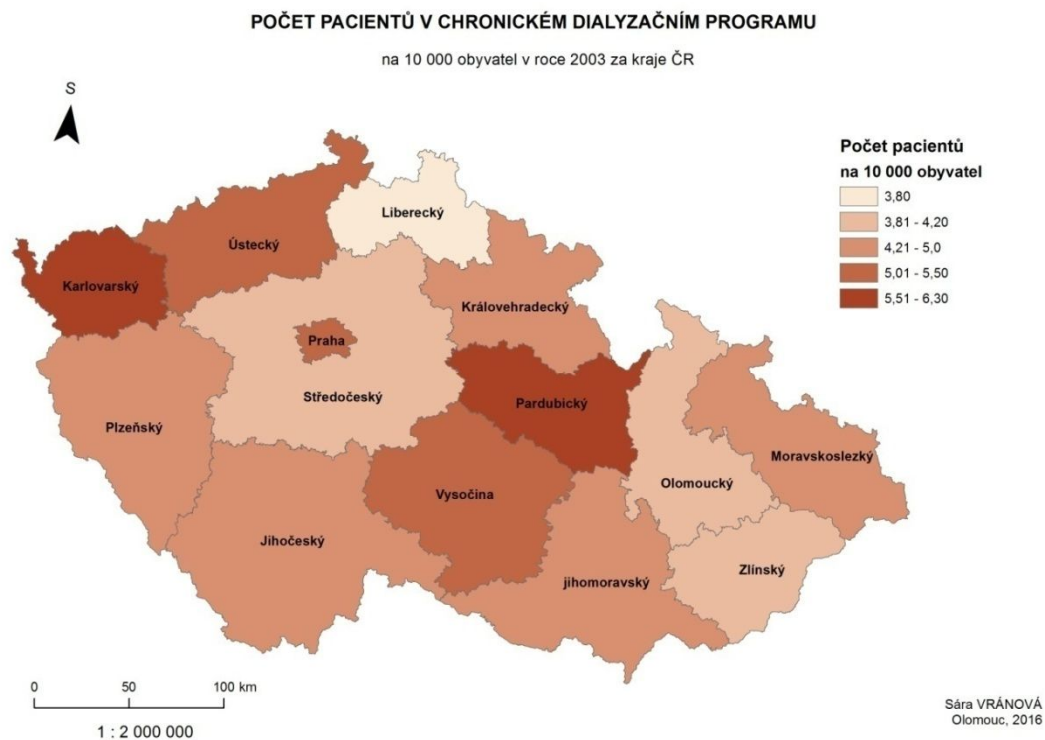 POČET PACIENTŮ V CHRONICKÉM DIALYZAČNÍM PROGRAMU
na 10 000 obyvatel v roce 2003 za kraje ČR
S
Počet pacientů
na 10 000 obyvatel
3,80
3,81 - 4,20
4,21 - 5,0
5,01 - 5,50
5,51 - 6,30
Liberecký
Ústecký
Karlovarský
Královehradecký
Praha
Středočeský
Pardubický
Plzeňský
Moravskoslezký
Olomoucký
Vysočina
Jihočeský
Zlínský
jihomoravský
0 50 100 km
1 : 2 000 000
Sára VRÁNOVÁ
Olomouc, 2016